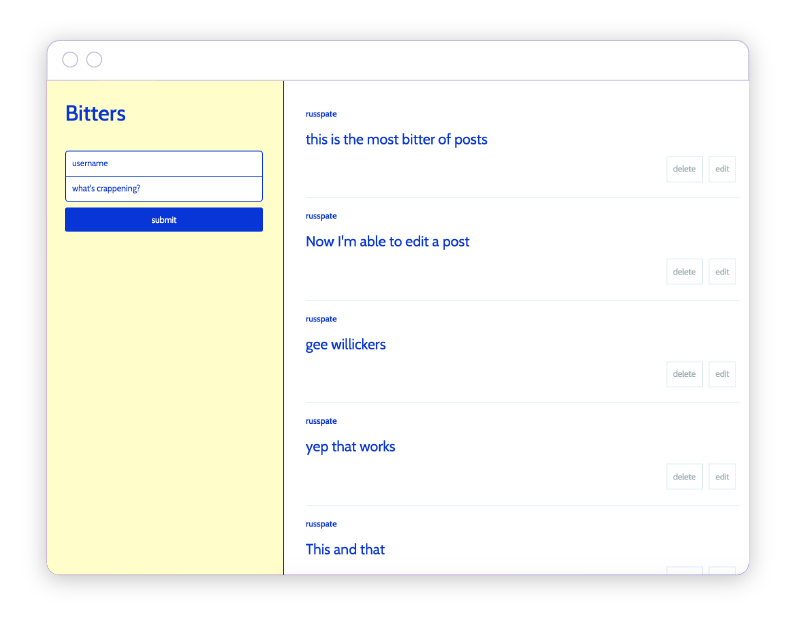 Bitters
username
what's crappening?
submit
russpate
this is the most bitter of posts
delete edit
russpate
Now I'm able to edit a post
delete edit
russpate
gee willickers
delete edit
russpate
yep that works
delete edit
russpate
This and that